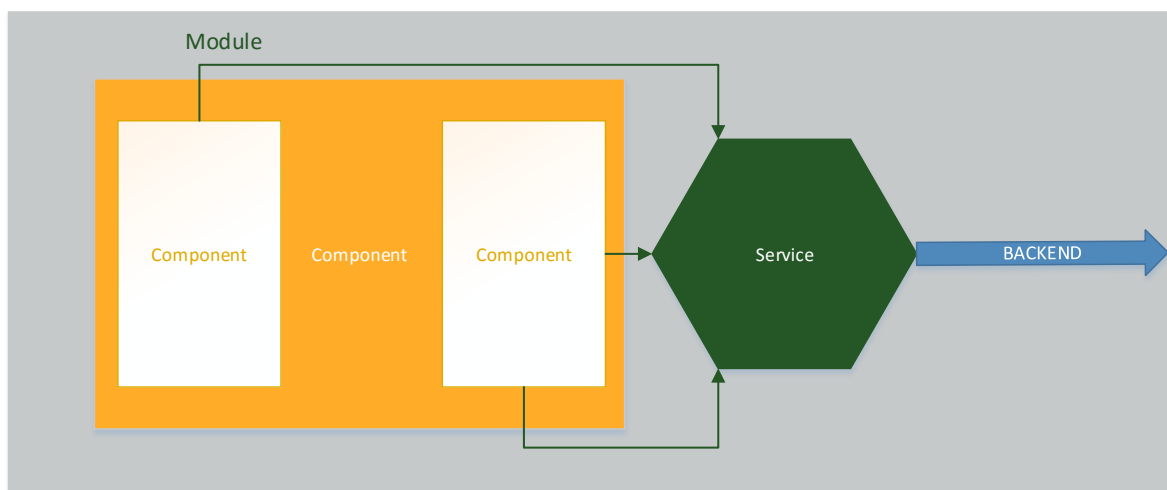 Module
Component
Component
Component
Service
BACKEND